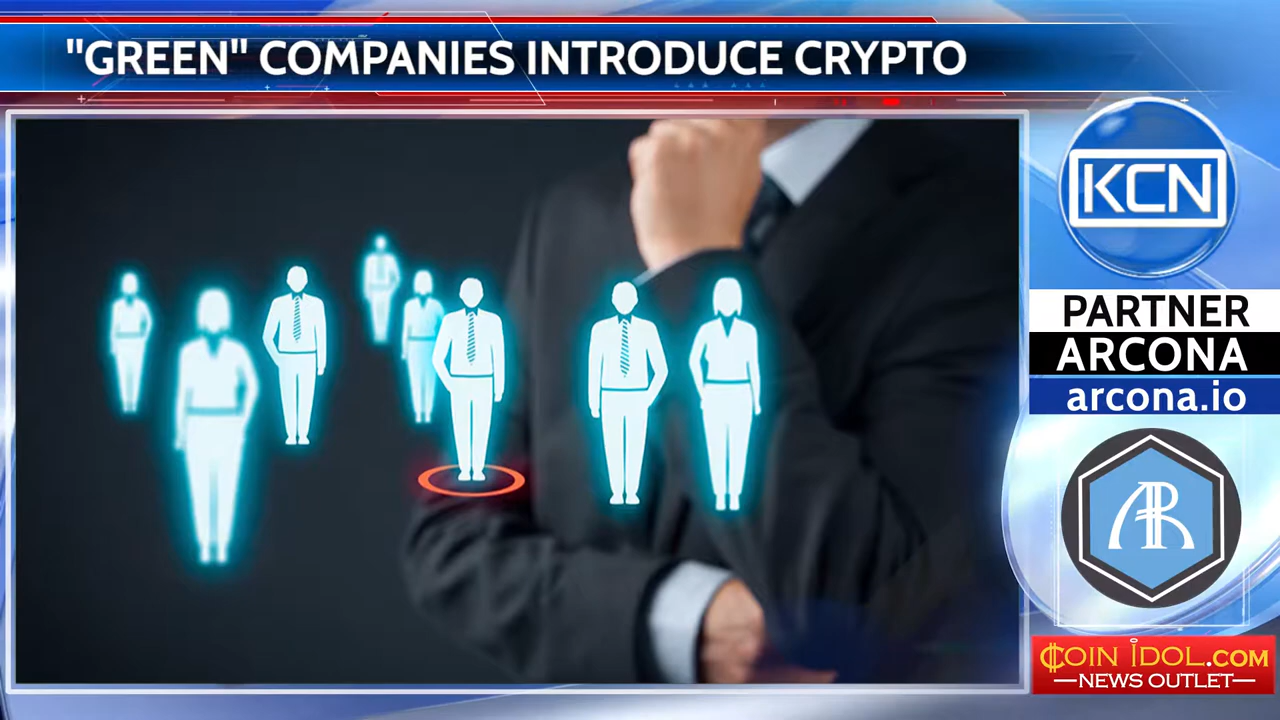 "GREEN" COMPANIES INTRODUCE CRYPTO
KCN
PARTNER
ARCONA
arcona.io
AR
COIN IDOL.COM
NEWS OUTLET